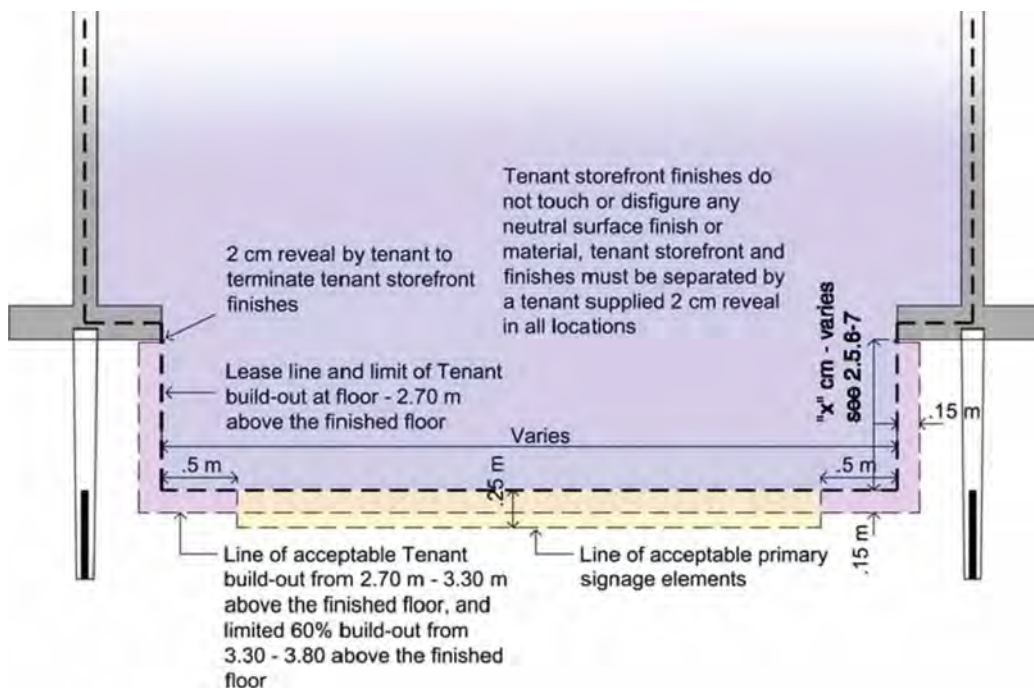 Tenant storefront finishes do
not touch or disfigure any
neutral surface finish or
material, tenant storefront and
finishes must be separated by
a tenant supplied 2 cm reveal
in all locations
2 cm reveal by tenant to
terminate tenant storefront
finishes
"x" cm - varies
see 2.5.6-7
Lease line and limit of Tenant
build-out at floor - 2.70 m
above the finished floor
.15 m
Varies
.5 m
.25 m
.5 m
.15 m
Line of acceptable Tenant
build-out from 2.70 m - 3.30 m
above the finished floor, and
limited 60% build-out from
3.30 - 3.80 above the finished
floor
Line of acceptable primary
signage elements